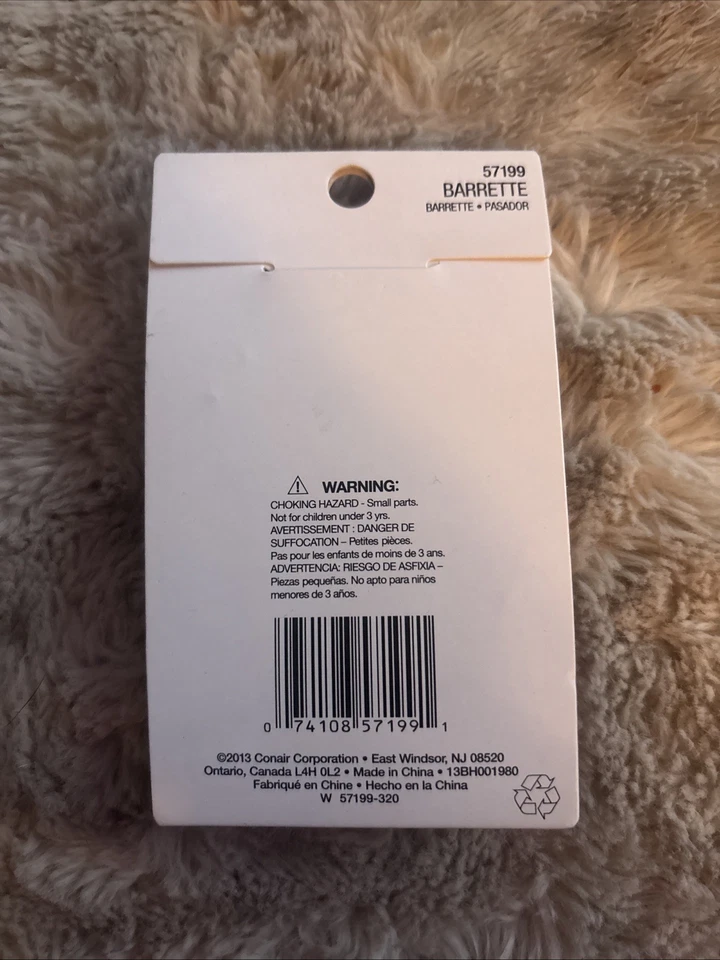 57199
BARRETTE
BARRETTE • PASADOR
⚠ WARNING:
CHOKING HAZARD - Small parts.
Not for children under 3 yrs.
AVERTISSEMENT : DANGER DE
SUFFOCATION – Petites pièces.
Pas pour les enfants de moins de 3 ans.
ADVERTENCIA: RIESGO DE ASFIXIA –
Piezas pequeñas. No apto para niños
menores de 3 años.
0 74108 57199 1
©2013 Conair Corporation • East Windsor, NJ 08520
Ontario, Canada L4H 0L2 • Made in China • 13BH001980
Fabriqué en Chine • Hecho en la China
W 57199-320